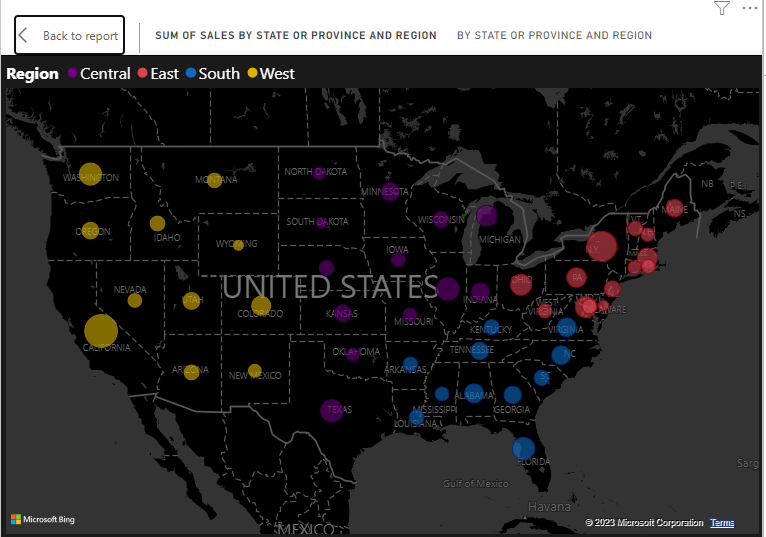 Back to report
SUM OF SALES BY STATE OR PROVINCE AND REGION
BY STATE OR PROVINCE AND REGION
Region Central East South West
NB
P.E.
NS.
WASHINGTON
MONTANA
NORTH DAKOTA
MINNESOTA
MAINE
VT
N.H.
OREGON
IDAHO
SOUTH DAKOTA
WISCONSIN
MICHIGAN
N.Y.
WYOMING
IOWA
NEVADA
UTAH
COLORADO
UNITED STATES
KANSAS
MISSOURI
INDIANA
OHIO
PA
WEST
VIRGINIA
VIRGINIA
KENTUCKY
CALIFORNIA
ARIZONA
NEW MEXICO
OKLAHOMA
ARKANSAS
TENNESSEE
NC
SC
TEXAS
LOUISIANA
MISSISSIPPI
ALABAMA
GEORGIA
FLORIDA
Gulf of Mexico
Havana
Sarg
MEXICO
Microsoft Bing
© 2023 Microsoft Corporation Terms